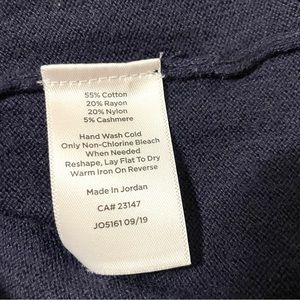 55% Cotton
20% Rayon
20% Nylon
5% Cashmere
Hand Wash Cold
Only Non-Chlorine Bleach
When Needed
Reshape, Lay Flat To Dry
Warm Iron On Reverse
Made In Jordan
CA# 23147
JO5161 09/19